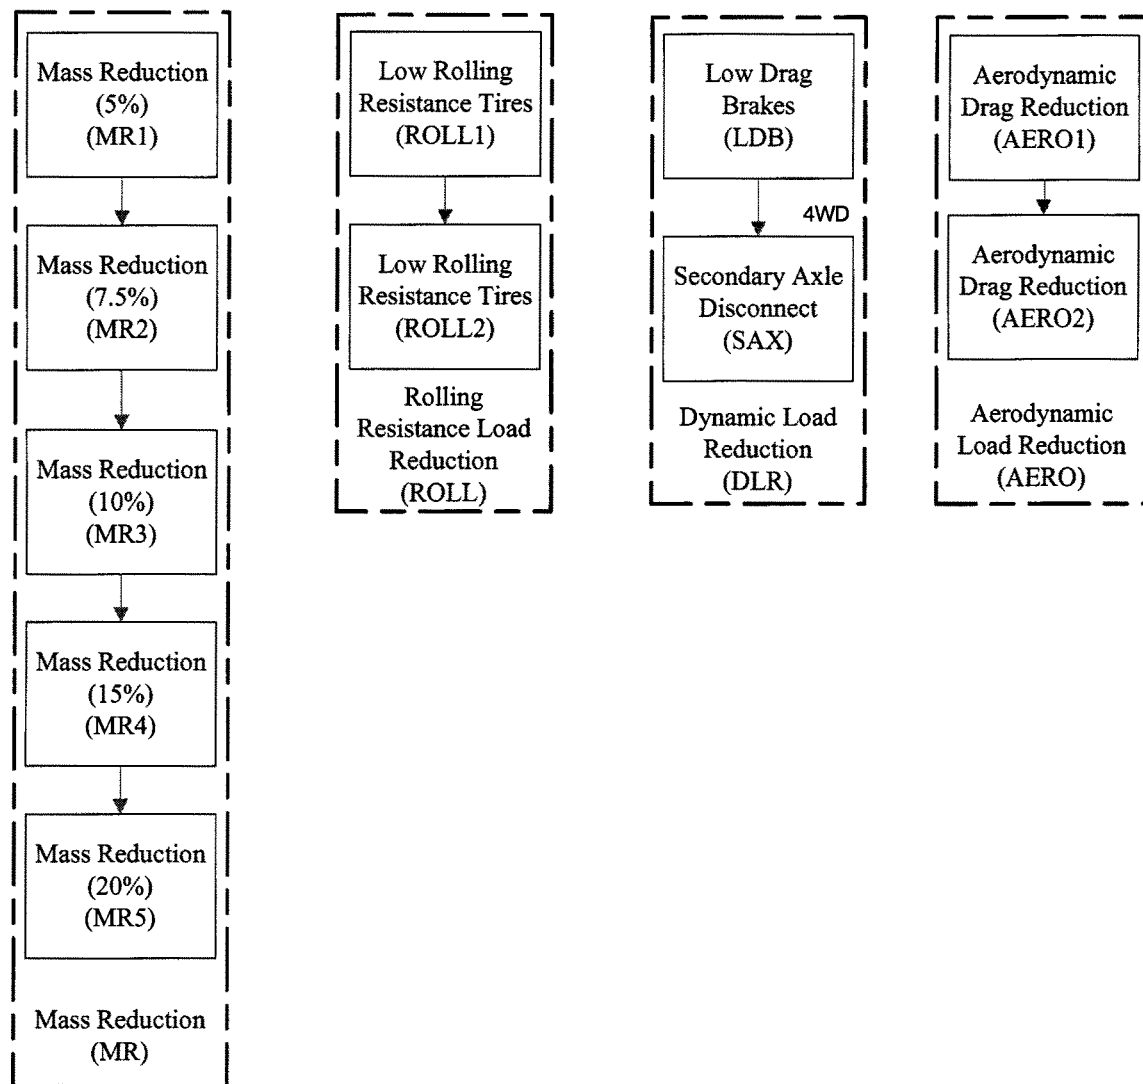 Mass Reduction
(5%)
(MR1)
Mass Reduction
(7.5%)
(MR2)
Mass Reduction
(10%)
(MR3)
Mass Reduction
(15%)
(MR4)
Mass Reduction
(20%)
(MR5)
Mass Reduction
(MR)
Low Rolling
Resistance Tires
(ROLL1)
Low Rolling
Resistance Tires
(ROLL2)
Rolling
Resistance Load
Reduction
(ROLL)
Low Drag
Brakes
(LDB)
4WD
Secondary Axle
Disconnect
(SAX)
Dynamic Load
Reduction
(DLR)
Aerodynamic
Drag Reduction
(AERO1)
Aerodynamic
Drag Reduction
(AERO2)
Aerodynamic
Load Reduction
(AERO)